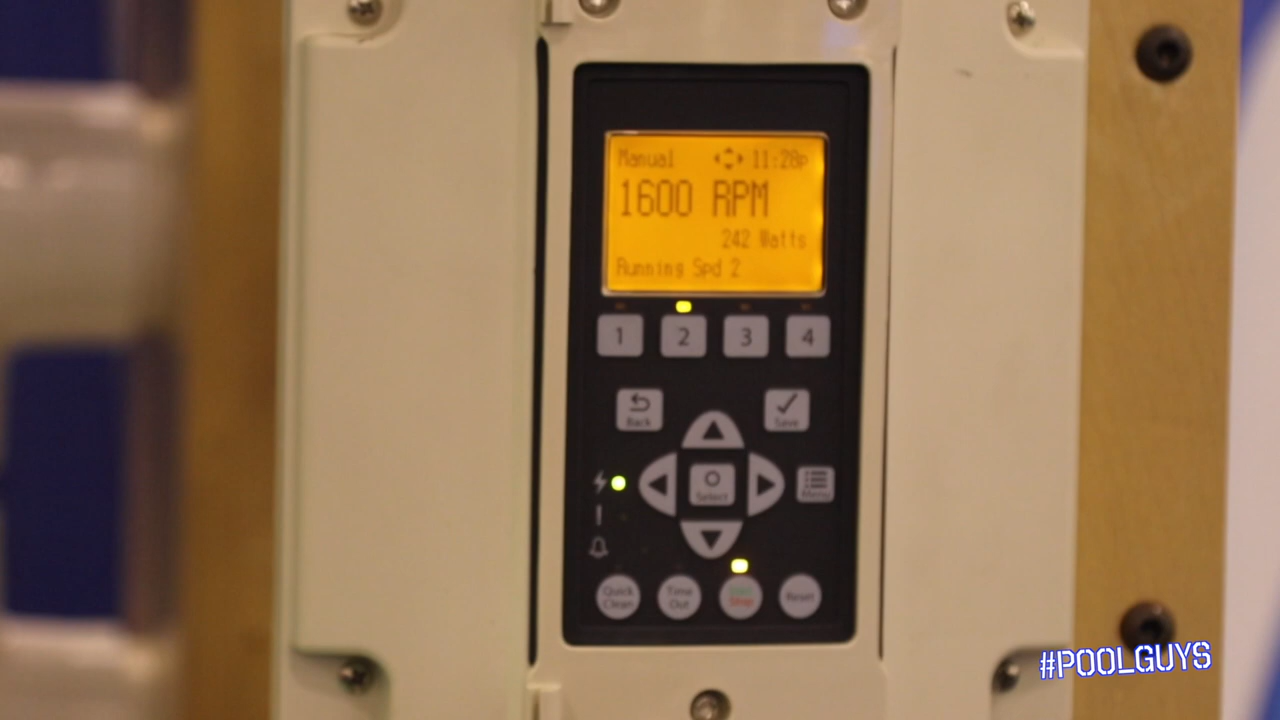 Manual 11:28p
1600 RPM
242 Watts
Running Spd 2
1 2 3 4
Back Save
Select Menu
Quick Clean Time Out Start Stop Reset
#POOLGUYS